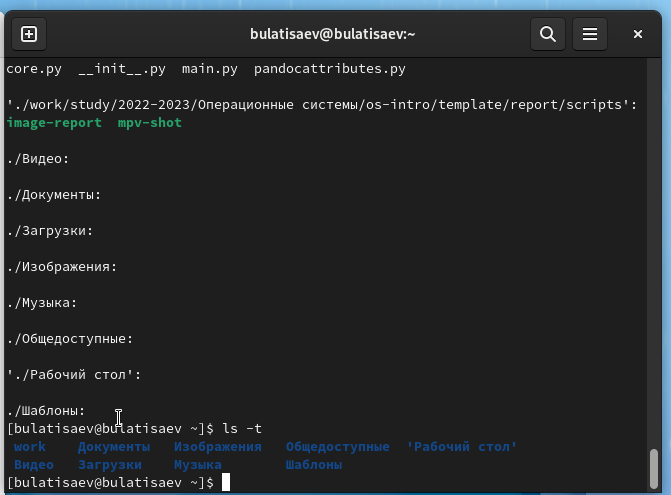 bulatisaev@bulatisaev:~
core.py  __init__.py  main.py  pandocattributes.py
'./work/study/2022-2023/Операционные системы/os-intro/template/report/scripts':
image-report  mpv-shot
./Видео:
./Документы:
./Загрузки:
./Изображения:
./Музыка:
./Общедоступные:
'./Рабочий стол':
./Шаблоны:
[bulatisaev@bulatisaev ~]$ ls -t
work    Документы   Изображения   Общедоступные  'Рабочий стол'
Видео   Загрузки    Музыка        Шаблоны
[bulatisaev@bulatisaev ~]$